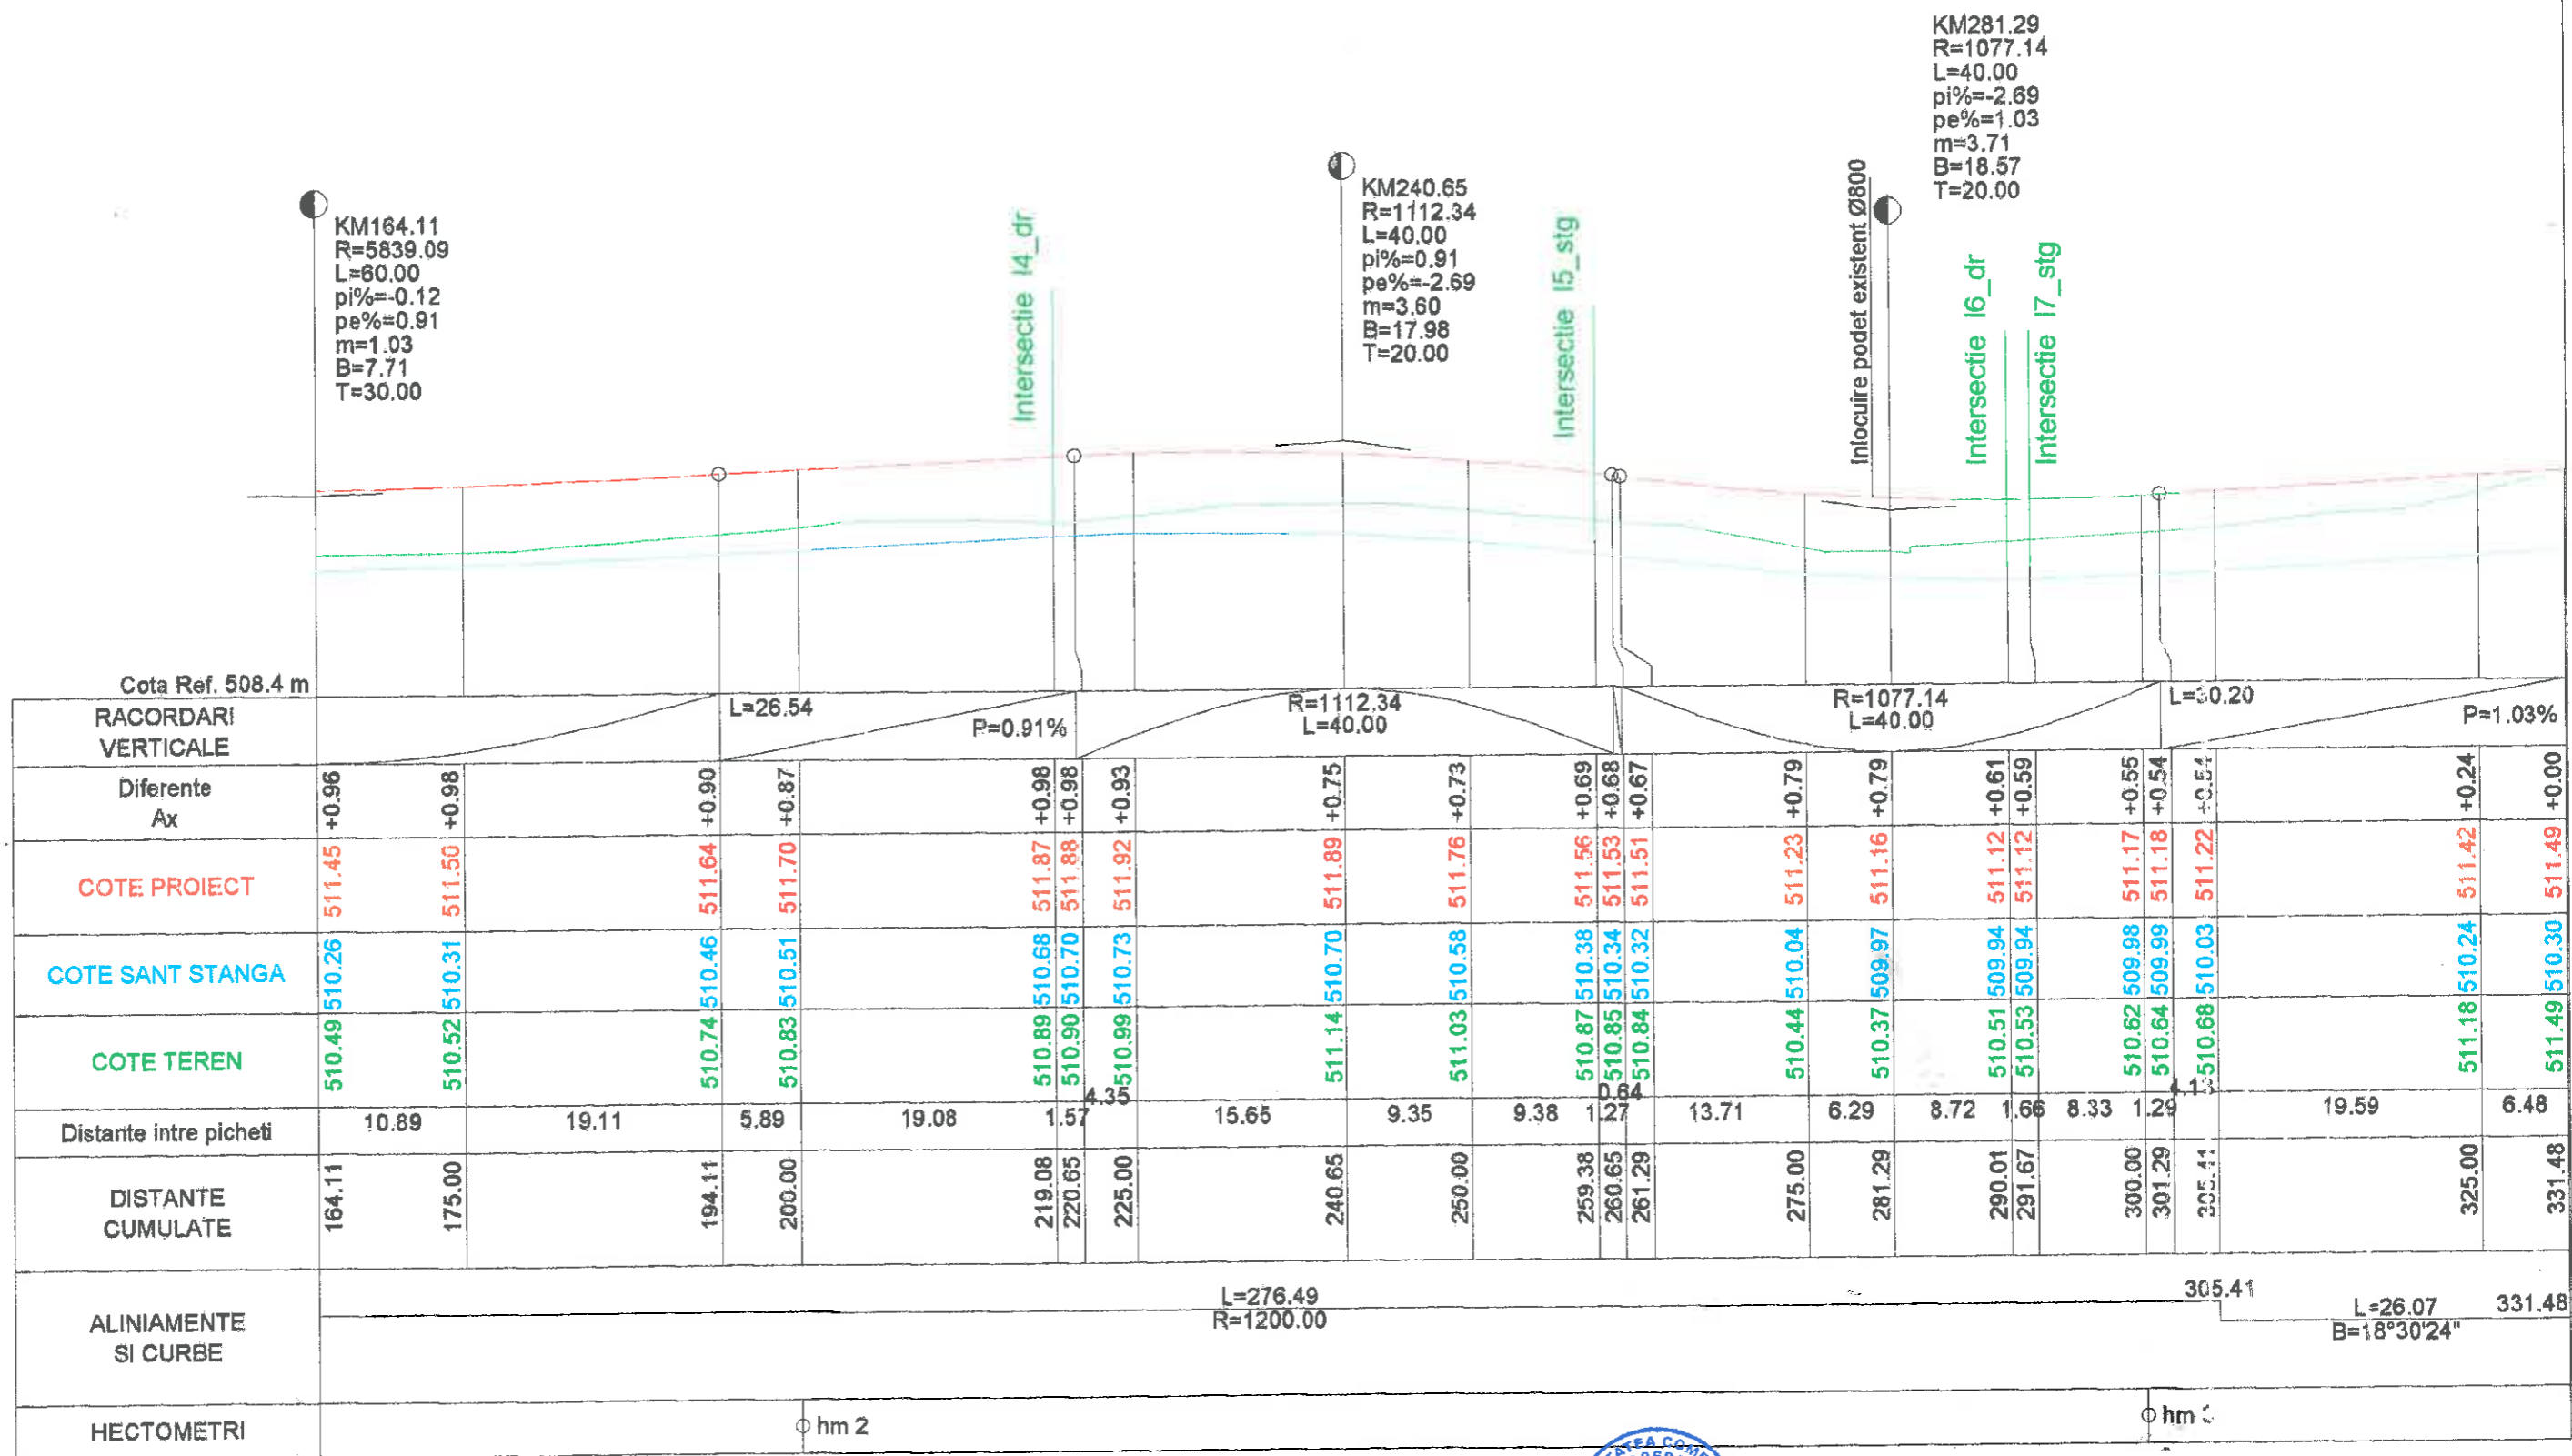 KM164.11
R=5839.09
L=60.00
pi%=-0.12
pe%=0.91
m=1.03
B=7.71
T=30.00
Intersectie I4_dr
KM240.65
R=1112.34
L=40.00
pi%=0.91
pe%=-2.69
m=3.60
B=17.98
T=20.00
Intersectie I5_stg
Inlocuire podet existent Ø800
KM281.29
R=1077.14
L=40.00
pi%=-2.69
pe%=1.03
m=3.71
B=18.57
T=20.00
Intersectie I6_dr
Intersectie I7_stg
Cota Ref. 508.4 m
RACORDARI
VERTICALE
L=26.54
P=0.91%
R=1112.34
L=40.00
R=1077.14
L=40.00
L=30.20
P=1.03%
Diferente
Ax
+0.96 +0.98 +0.90 +0.87 +0.98 +0.98 +0.93 +0.75 +0.73 +0.69 +0.68 +0.67 +0.79 +0.79 +0.61 +0.59 +0.55 +0.54 +0.54 +0.24 +0.00
COTE PROIECT
511.45 511.50 511.64 511.70 511.87 511.88 511.92 511.89 511.76 511.56 511.53 511.51 511.23 511.16 511.12 511.12 511.17 511.18 511.22 511.42 511.49
COTE SANT STANGA
510.26 510.31 510.46 510.51 510.68 510.70 510.73 510.70 510.58 510.38 510.34 510.32 510.04 509.97 509.94 509.94 509.98 509.99 510.03 510.24 510.30
COTE TEREN
510.49 510.52 510.74 510.83 510.89 510.90 510.99 511.14 511.03 510.87 510.85 510.84 510.44 510.37 510.51 510.53 510.62 510.64 510.68 511.18 511.49
Distante intre picheti
10.89 19.11 5.89 19.08 1.57 4.35 15.65 9.35 9.38 1.27 0.64 13.71 6.29 8.72 1.66 8.33 1.29 4.13 19.59 6.48
DISTANTE
CUMULATE
164.11 175.00 194.11 200.00 219.08 220.65 225.00 240.65 250.00 259.38 260.65 261.29 275.00 281.29 290.01 291.67 300.00 301.29 305.41 325.00 331.48
ALINIAMENTE
SI CURBE
L=276.49
R=1200.00
305.41
L=26.07
B=18°30'24"
331.48
HECTOMETRI
hm 2
hm 3